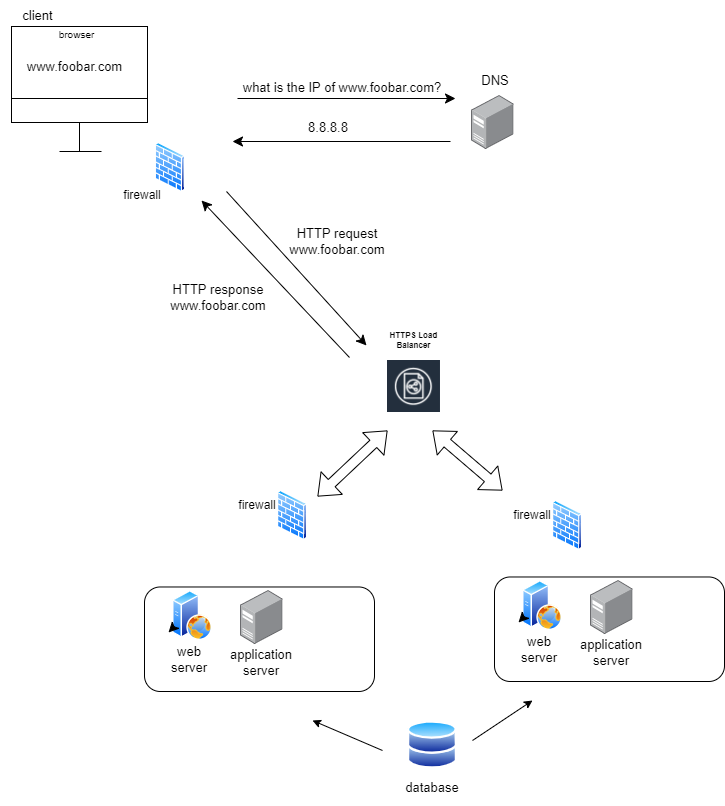 client
browser
www.foobar.com
what is the IP of www.foobar.com?
DNS
8.8.8.8
firewall
HTTP request
www.foobar.com
HTTP response
www.foobar.com
HTTPS Load
Balancer
firewall
firewall
web
server
application
server
web
server
application
server
database